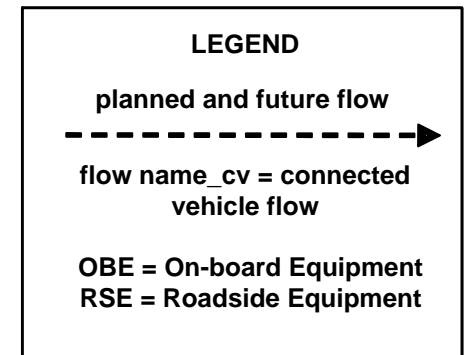 LEGEND
planned and future flow
flow name_cv = connected
vehicle flow
OBE = On-board Equipment
RSE = Roadside Equipment